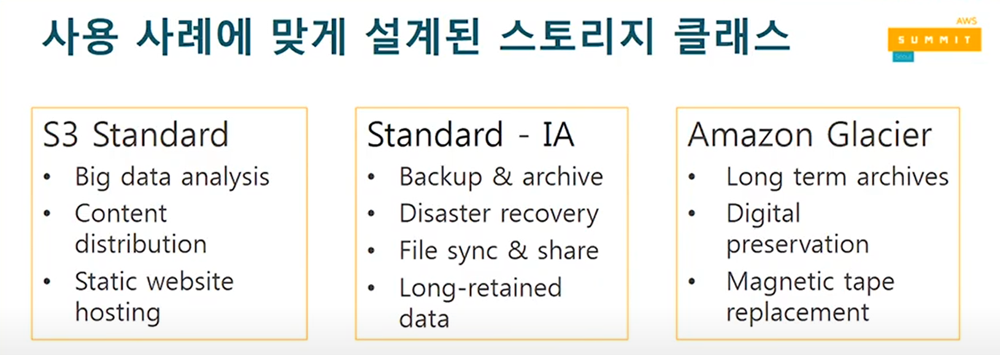 사용 사례에 맞게 설계된 스토리지 클래스
AWS
SUMMIT
Seoul
S3 Standard
• Big data analysis
• Content
distribution
• Static website
hosting
Standard - IA
• Backup & archive
• Disaster recovery
• File sync & share
• Long-retained
data
Amazon Glacier
• Long term archives
• Digital
preservation
• Magnetic tape
replacement